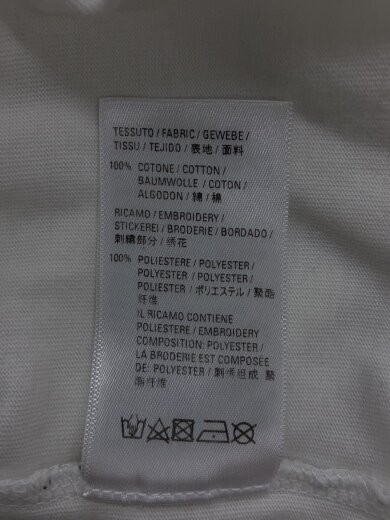 TESSUTO / FABRIC / GEWEBE /
TISSU / TEJIDO / 表地 / 面料
100% COTONE / COTTON /
BAUMWOLLE / COTON /
ALGODON / 綿 / 棉
RICAMO / EMBROIDERY /
STICKEREI / BRODERIE / BORDADO /
刺繍部分 / 绣花
100% POLIESTERE / POLYESTER /
POLYESTER / POLYESTER /
POLIESTER / ポリエステル / 聚酯
纤维
IL RICAMO CONTIENE
POLIESTERE / EMBROIDERY
COMPOSITION: POLYESTER /
LA BRODERIE EST COMPOSÉE
DE: POLYESTER / 刺绣组成 聚
酯纤维